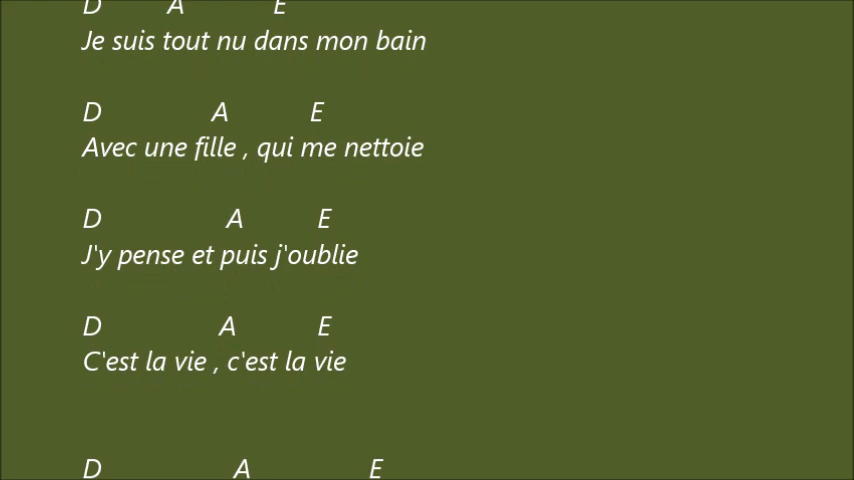 D A E
Je suis tout nu dans mon bain
D A E
Avec une fille , qui me nettoie
D A E
J'y pense et puis j'oublie
D A E
C'est la vie , c'est la vie
D A E